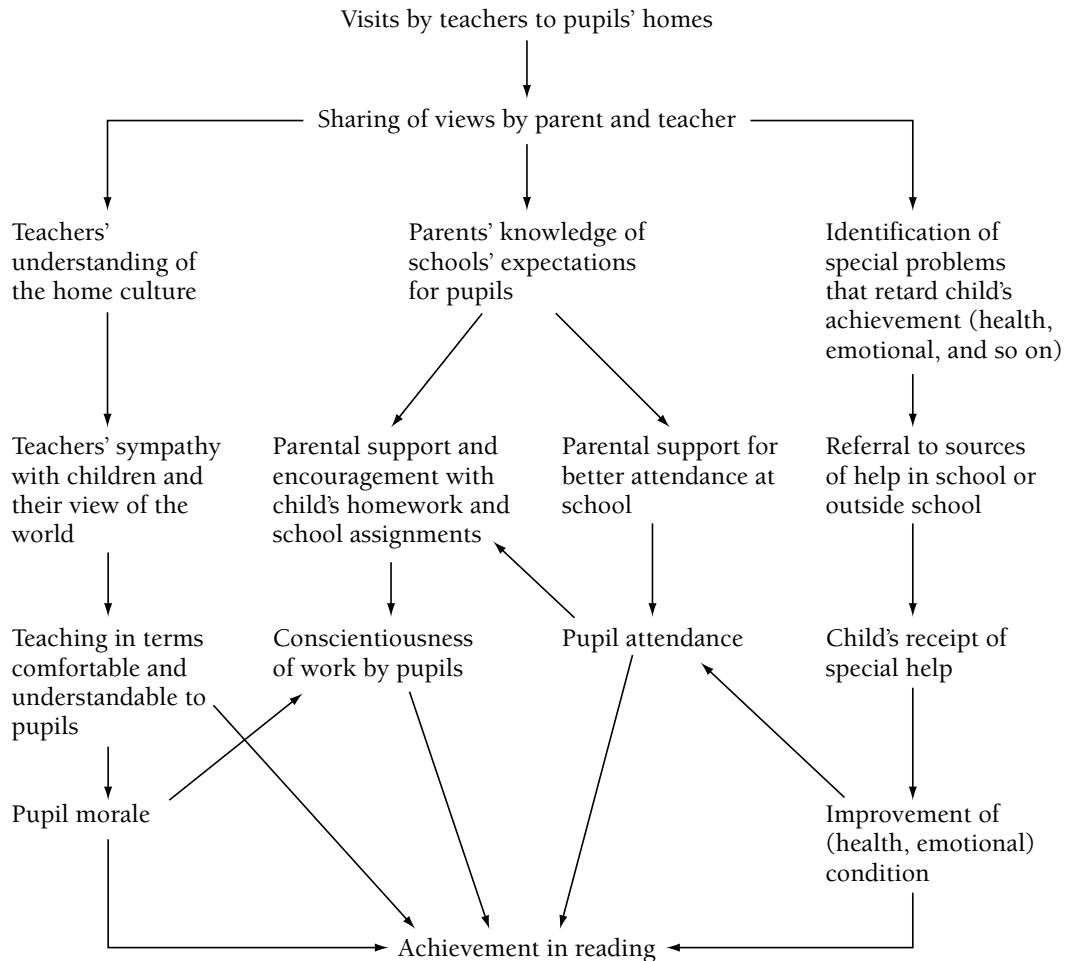 Visits by teachers to pupils’ homes
Sharing of views by parent and teacher
Teachers’
understanding of
the home culture
Parents’ knowledge of
schools’ expectations
for pupils
Identification of
special problems
that retard child’s
achievement (health,
emotional, and so on)
Teachers’ sympathy
with children and
their view of the
world
Parental support and
encouragement with
child’s homework and
school assignments
Parental support for
better attendance at
school
Referral to sources
of help in school or
outside school
Teaching in terms
comfortable and
understandable to
pupils
Conscientiousness
of work by pupils
Pupil attendance
Child’s receipt of
special help
Pupil morale
Improvement of
(health, emotional)
condition
Achievement in reading